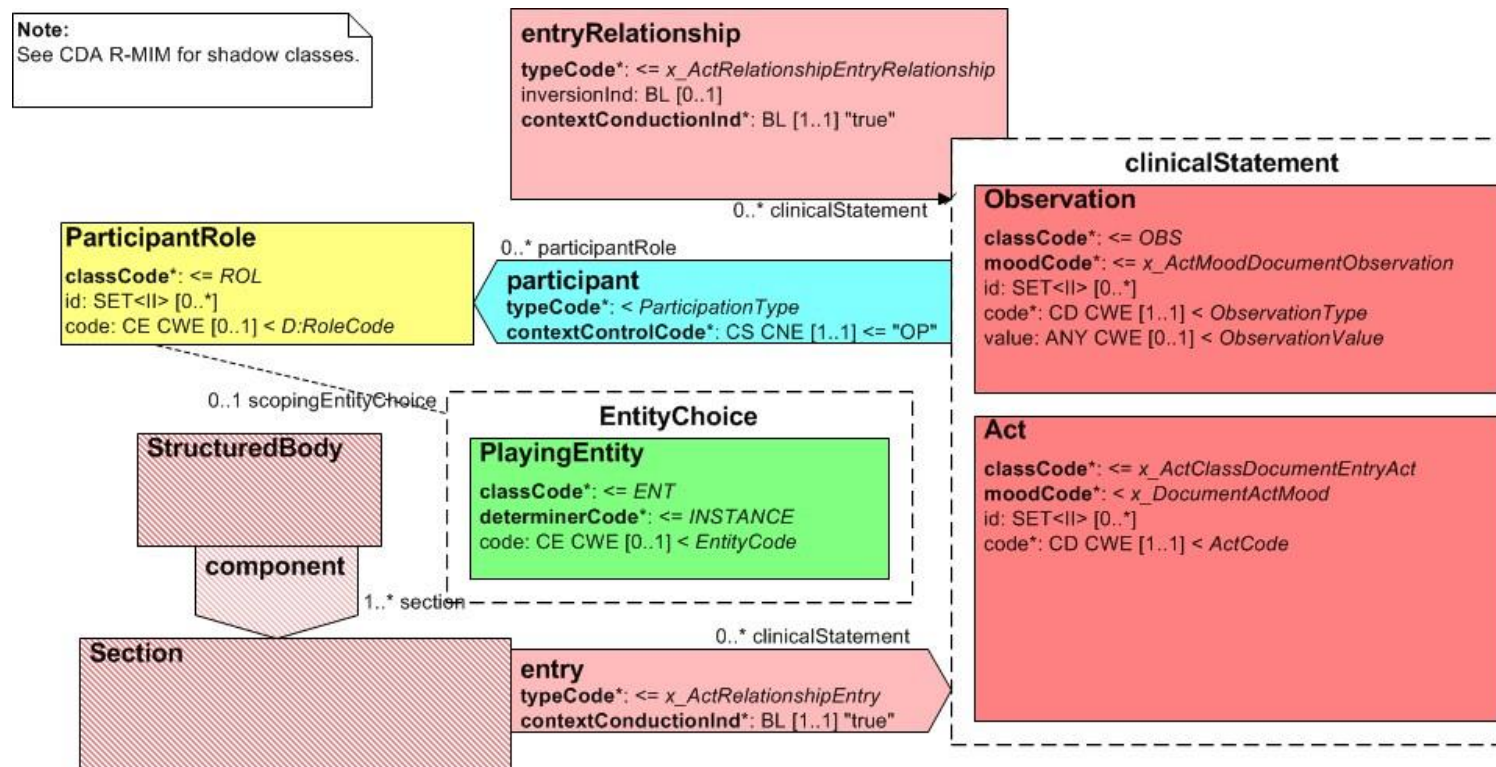 Note:
See CDA R-MIM for shadow classes.
entryRelationship
typeCode*: <= x_ActRelationshipEntryRelationship
inversionInd: BL [0..1]
contextConductionInd*: BL [1..1] "true"
0..* clinicalStatement
clinicalStatement
Observation
classCode*: <= OBS
moodCode*: <= x_ActMoodDocumentObservation
id: SET<II> [0..*]
code*: CD CWE [1..1] < ObservationType
value: ANY CWE [0..1] < ObservationValue
ParticipantRole
classCode*: <= ROL
id: SET<II> [0..*]
code: CE CWE [0..1] < D:RoleCode
0..* participantRole
participant
typeCode*: < ParticipationType
contextControlCode*: CS CNE [1..1] <= "OP"
0..1 scopingEntityChoice
EntityChoice
PlayingEntity
classCode*: <= ENT
determinerCode*: <= INSTANCE
code: CE CWE [0..1] < EntityCode
Act
classCode*: <= x_ActClassDocumentEntryAct
moodCode*: < x_DocumentActMood
id: SET<II> [0..*]
code*: CD CWE [1..1] < ActCode
StructuredBody
component
1..* section
Section
0..* clinicalStatement
entry
typeCode*: <= x_ActRelationshipEntry
contextConductionInd*: BL [1..1] "true"